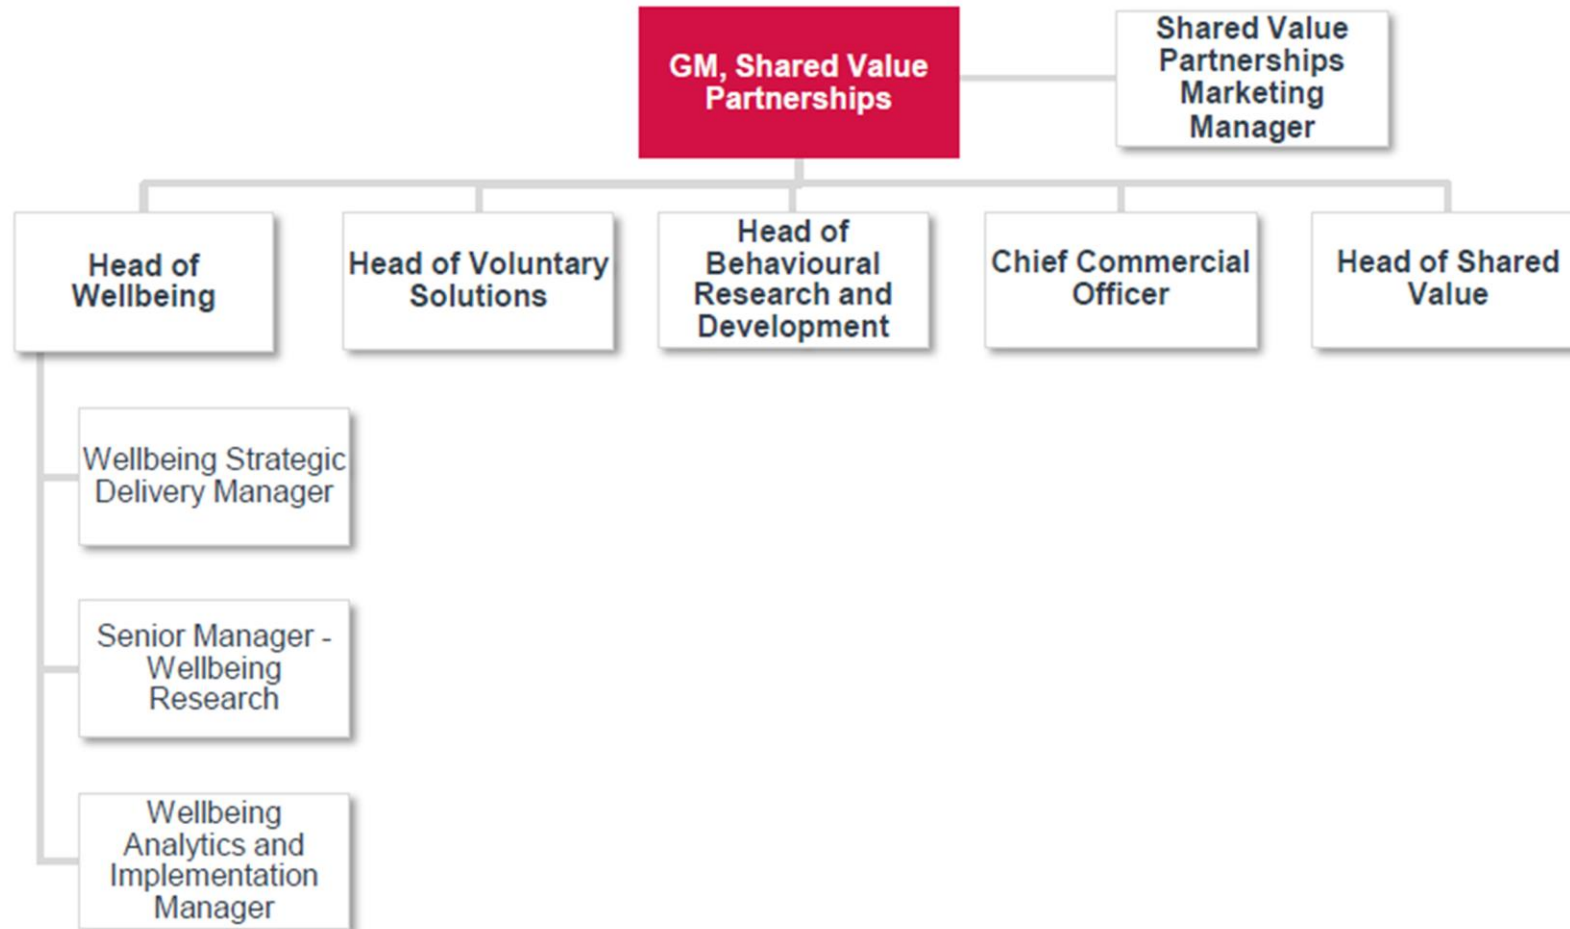 GM, Shared Value
Partnerships
Shared Value
Partnerships
Marketing
Manager
Head of
Wellbeing
Head of Voluntary
Solutions
Head of
Behavioural
Research and
Development
Chief Commercial
Officer
Head of Shared
Value
Wellbeing Strategic
Delivery Manager
Senior Manager -
Wellbeing
Research
Wellbeing
Analytics and
Implementation
Manager